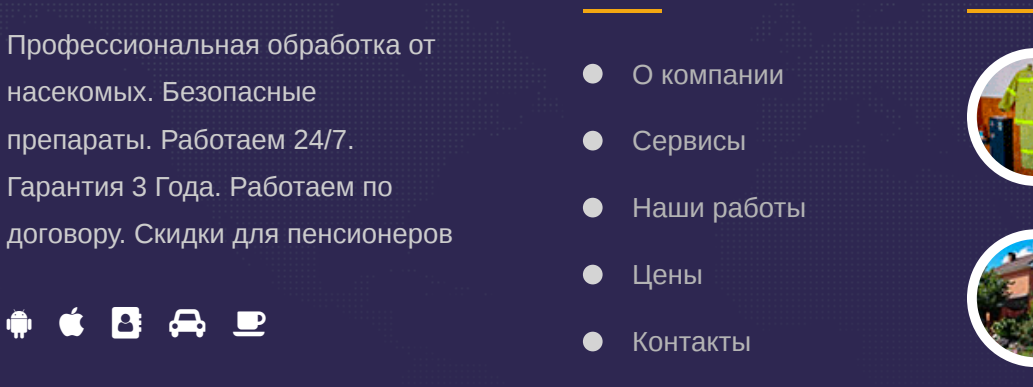 Профессиональная обработка от
насекомых. Безопасные
препараты. Работаем 24/7.
Гарантия 3 Года. Работаем по
договору. Скидки для пенсионеров
О компании
Сервисы
Наши работы
Цены
Контакты